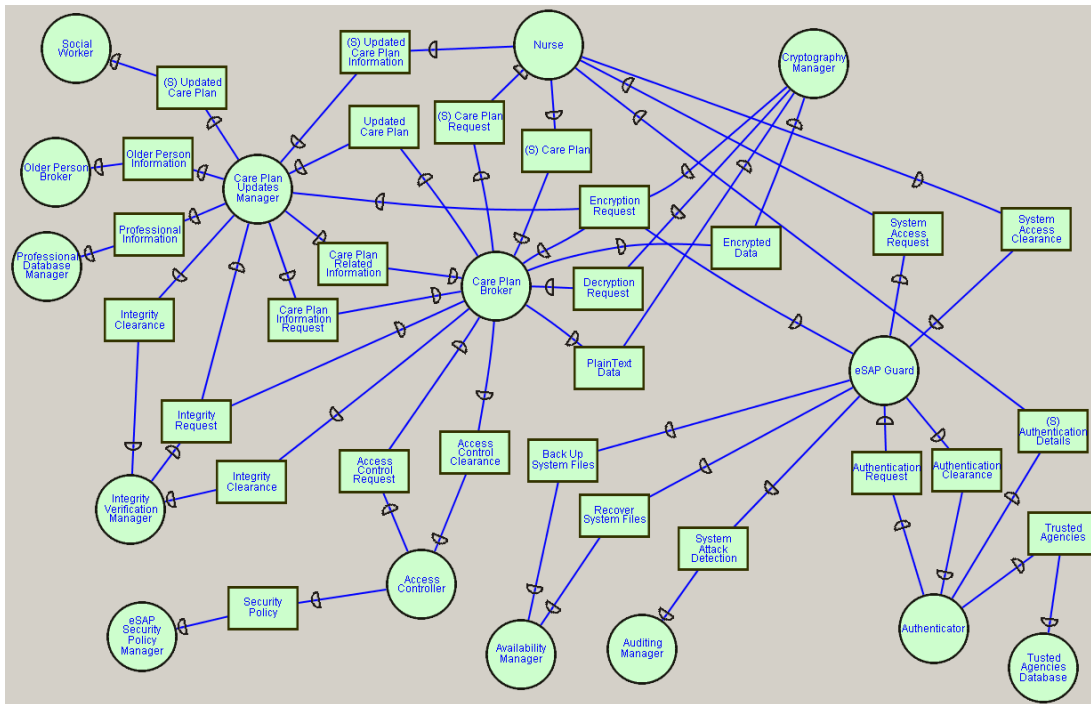 Social
Worker
(S) Updated
Care Plan
Information
Nurse
Cryptography
Manager
(S) Updated
Care Plan
Updated
Care Plan
(S) Care Plan
Request
(S) Care Plan
Older Person
Broker
Older Person
Information
Care Plan
Updates
Manager
Encryption
Request
System
Access
Request
System
Access
Clearance
Professional
Database
Manager
Professional
Information
Care Plan
Related
Information
Care Plan
Broker
Encrypted
Data
Decryption
Request
Integrity
Clearance
Care Plan
Information
Request
PlainText
Data
eSAP Guard
Integrity
Request
Access
Control
Clearance
Back Up
System Files
(S)
Authentication
Details
Integrity
Clearance
Access
Control
Request
Authentication
Request
Authentication
Clearance
Integrity
Verification
Manager
Recover
System Files
System
Attack
Detection
Trusted
Agencies
Access
Controller
Security
Policy
eSAP
Security
Policy
Manager
Availability
Manager
Auditing
Manager
Authenticator
Tusted
Agencies
Database